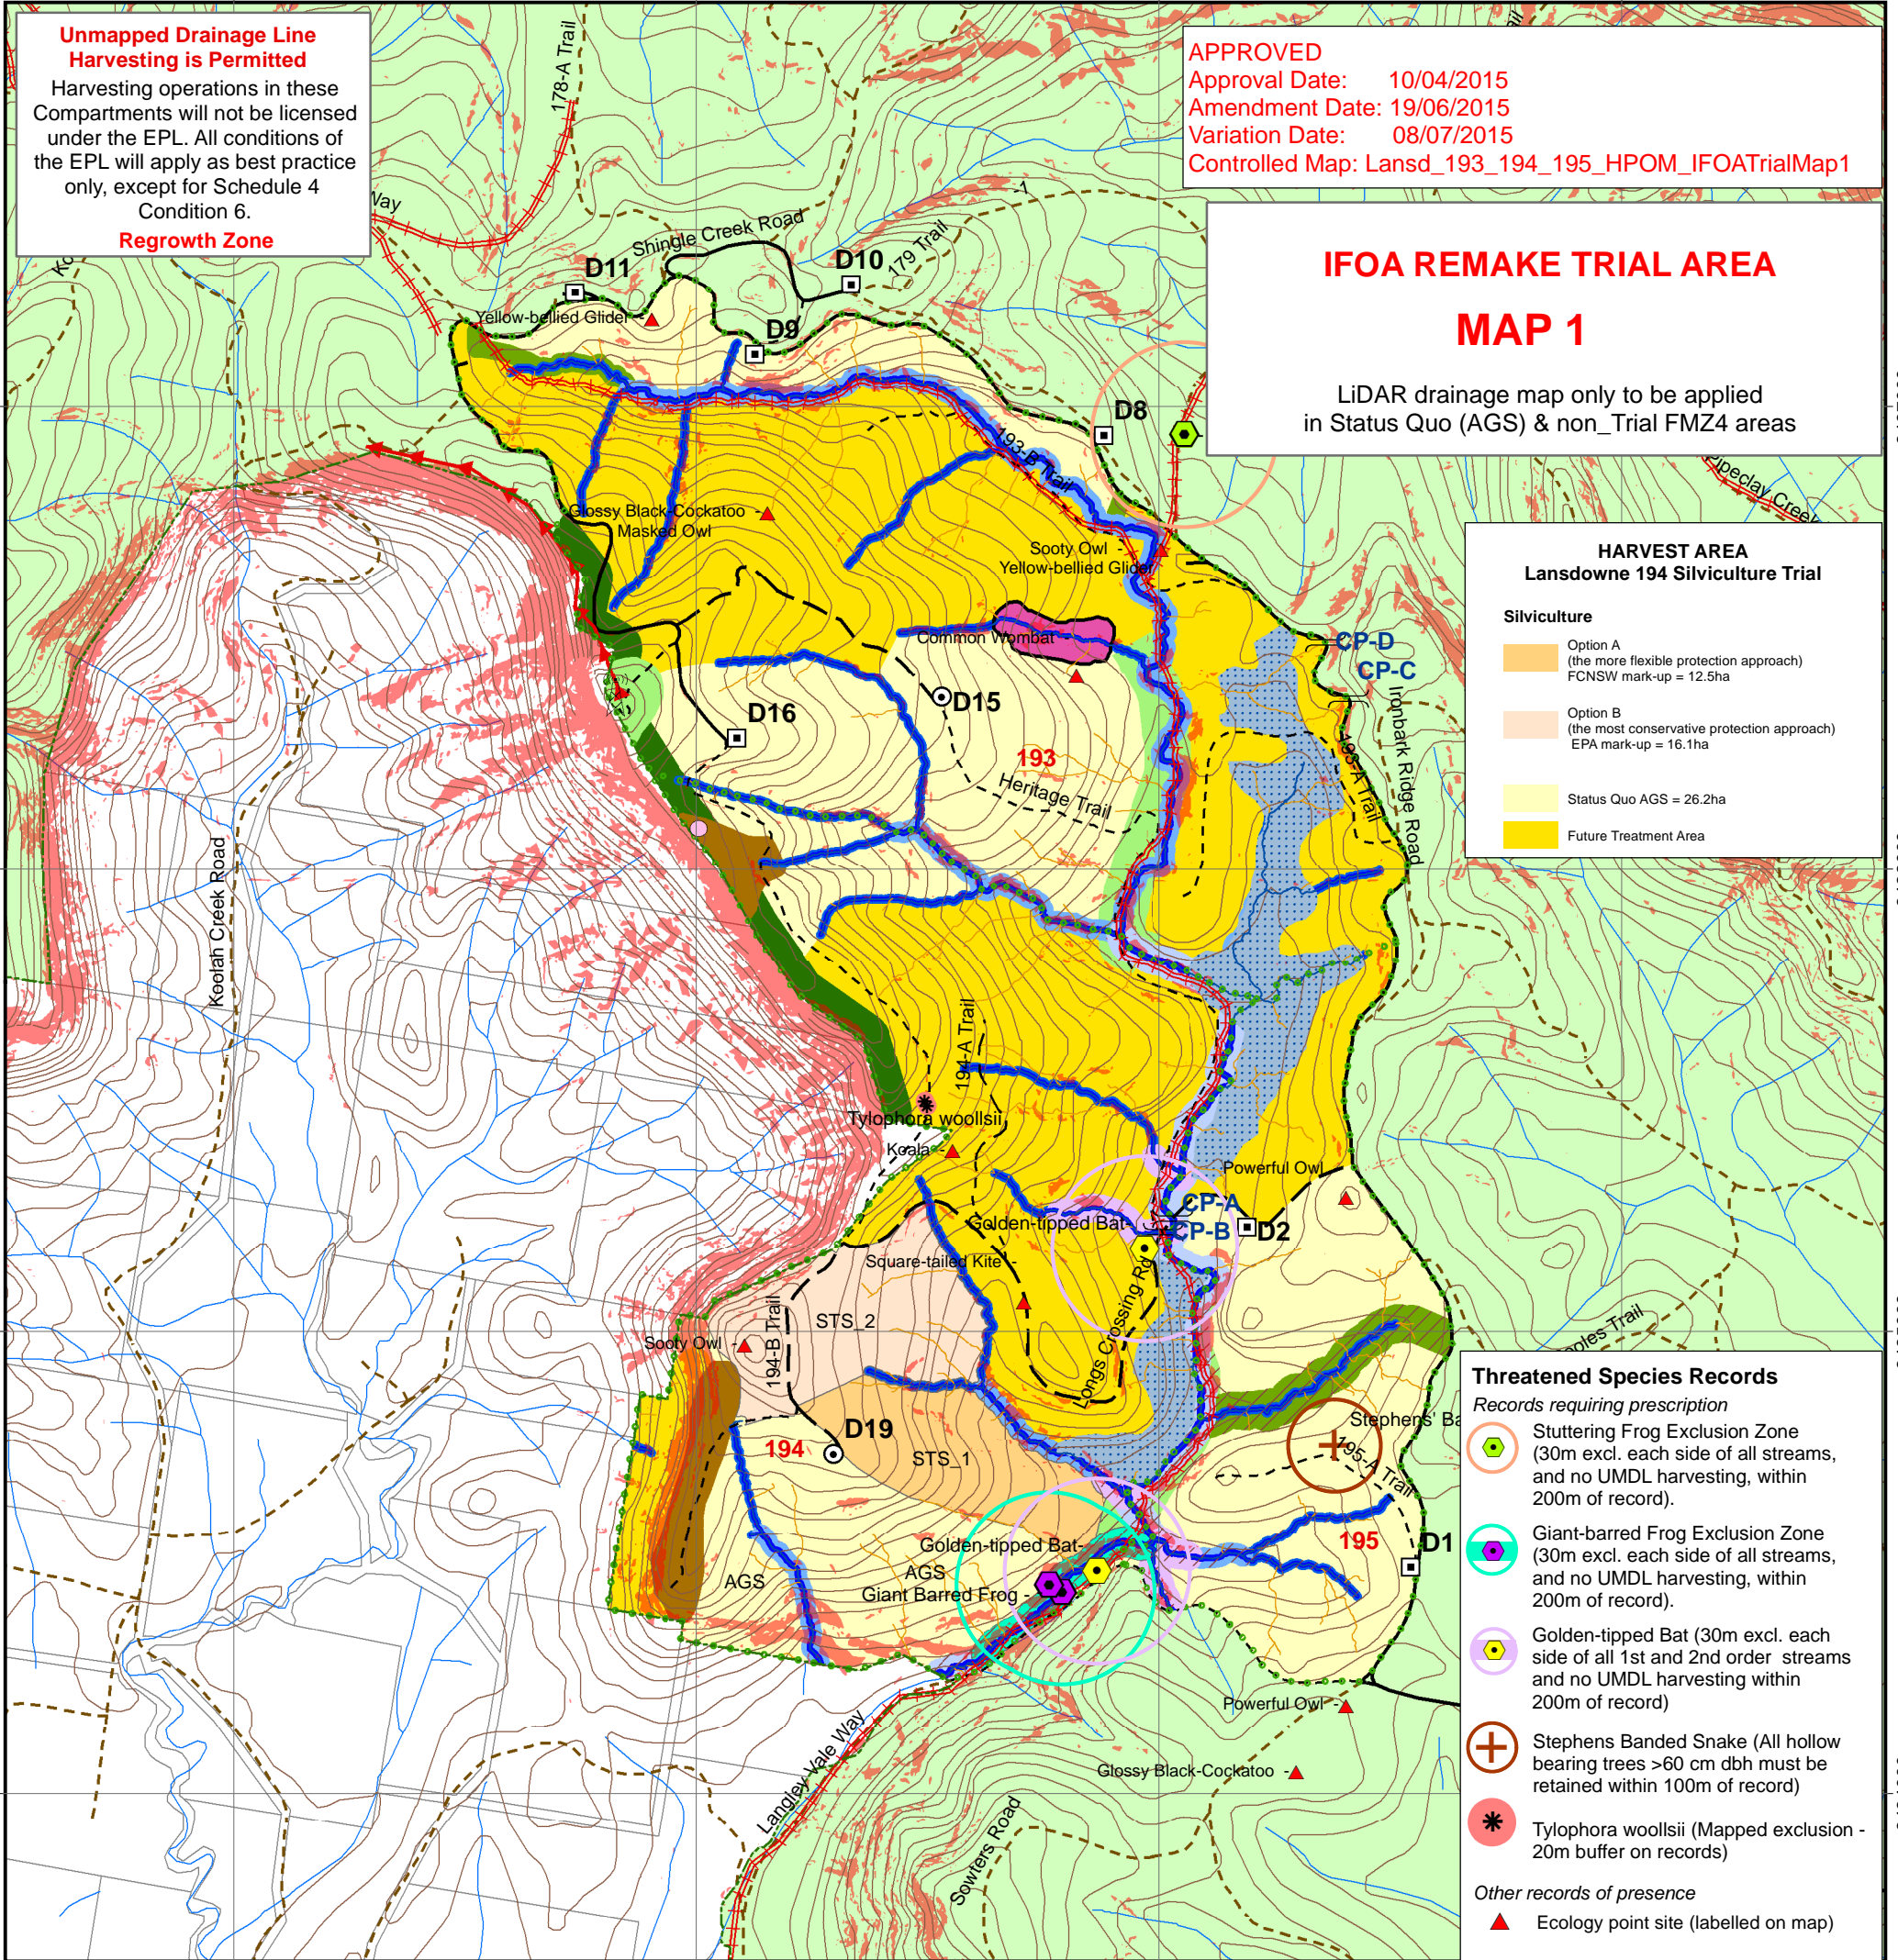 Unmapped Drainage Line
Harvesting is Permitted
Harvesting operations in these
Compartments will not be licensed
under the EPL. All conditions of
the EPL will apply as best practice
only, except for Schedule 4
Condition 6.
Regrowth Zone
APPROVED
Approval Date: 10/04/2015
Amendment Date: 19/06/2015
Variation Date: 08/07/2015
Controlled Map: Lansd_193_194_195_HPOM_IFOATrialMap1
IFOA REMAKE TRIAL AREA
MAP 1
LiDAR drainage map only to be applied
in Status Quo (AGS) & non_Trial FMZ4 areas
178-A Trail
Way
Shingle Creek Road
D11
D10
179 Trail
-1
Yellow-bellied Glider
D9
D8
193-B Trail
Pipeclay Creek
Glossy Black-Cockatoo
Masked Owl
Sooty Owl
Yellow-bellied Glider
HARVEST AREA
Lansdowne 194 Silviculture Trial
Silviculture
Option A
(the more flexible protection approach)
FCNSW mark-up = 12.5ha
Option B
(the most conservative protection approach)
EPA mark-up = 16.1ha
Status Quo AGS = 26.2ha
Future Treatment Area
Common Wombat
CP-D
CP-C
D15
D16
193
Heritage Trail
193-A Trail
Ironbark Ridge Road
Koolah Creek Road
194-A Trail
Tylophora woollsii
Koala
Powerful Owl
CP-A
Golden-tipped Bat
CP-B
D2
Square-tailed Kite
STS_2
Sooty Owl
194-B Trail
Longs Crossing Rd
ooles Trail
D19
194
STS_1
Stephens' Ba
195-A Trail
195
D1
Golden-tipped Bat
AGS
AGS
Giant Barred Frog
Powerful Owl
Glossy Black-Cockatoo
Langley Vale Way
Sowters Road
Threatened Species Records
Records requiring prescription
Stuttering Frog Exclusion Zone
(30m excl. each side of all streams,
and no UMDL harvesting, within
200m of record).
Giant-barred Frog Exclusion Zone
(30m excl. each side of all streams,
and no UMDL harvesting, within
200m of record).
Golden-tipped Bat (30m excl. each
side of all 1st and 2nd order streams
and no UMDL harvesting within
200m of record)
Stephens Banded Snake (All hollow
bearing trees >60 cm dbh must be
retained within 100m of record)
Tylophora woollsii (Mapped exclusion -
20m buffer on records)
Other records of presence
Ecology point site (labelled on map)